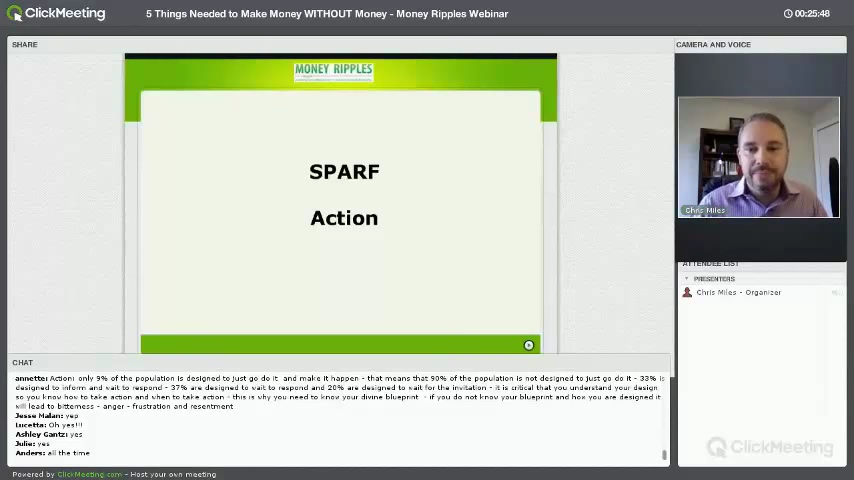 ClickMeeting
5 Things Needed to Make Money WITHOUT Money - Money Ripples Webinar
00:25:48
SHARE
CAMERA AND VOICE
MONEY RIPPLES
SPARF
Action
Chris Miles
ATTENDEE LIST
PRESENTERS
Chris Miles - Organizer
CHAT
annette: Action: only 9% of the population is designed to just go do it and make it happen - that means that 90% of the population is not designed to just go do it - 33% is
designed to inform and wait to respond - 37% are designed to wait to respond and 20% are designed to wait for the invitation - it is critical that you understand your design
so you know how to take action and when to take action - this is why you need to know your divine blueprint - if you do not know your blueprint and how you are designed it
will lead to bitterness - anger - frustration and resentment
Jesse Malan: yep
Lucetta: Oh yes!!!
Ashley Gantz: yes
Julie: yes
Anders: all the time
ClickMeeting
Powered by ClickMeeting.com - Host your own meeting